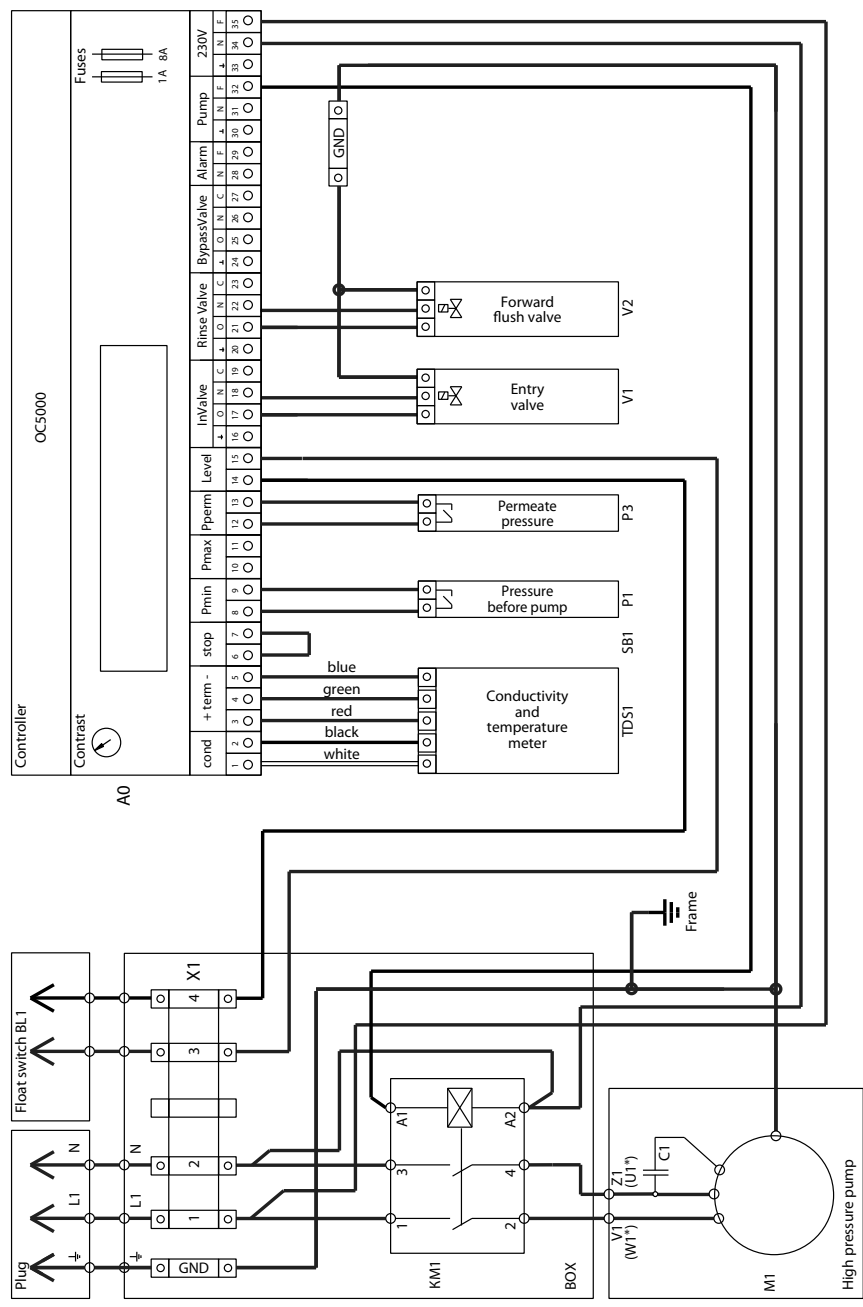 Controller
OC5000
Contrast
A0
Fuses
1A
8A
cond
+ term -
stop
Pmin
Pmax
Pperm
Level
InValve
Rinse Valve
BypassValve
Alarm
Pump
230V
O N C
O N C
O N C
N F
N F
N F
1 2 3 4 5 6 7 8 9 10 11 12 13 14 15 16 17 18 19 20 21 22 23 24 25 26 27 28 29 30 31 32 33 34 35
white
black
red
green
blue
Conductivity
and
temperature
meter
TDS1
SB1
Pressure
before pump
P1
Permeate
pressure
P3
Entry
valve
V1
Forward
flush valve
V2
GND
Plug
L1
N
Float switch BL1
L1
N
GND
1
2
3
4
X1
Frame
A1
A2
1
3
2
4
KM1
BOX
V1
(W1*)
Z1
(U1*)
C1
M1
High pressure pump